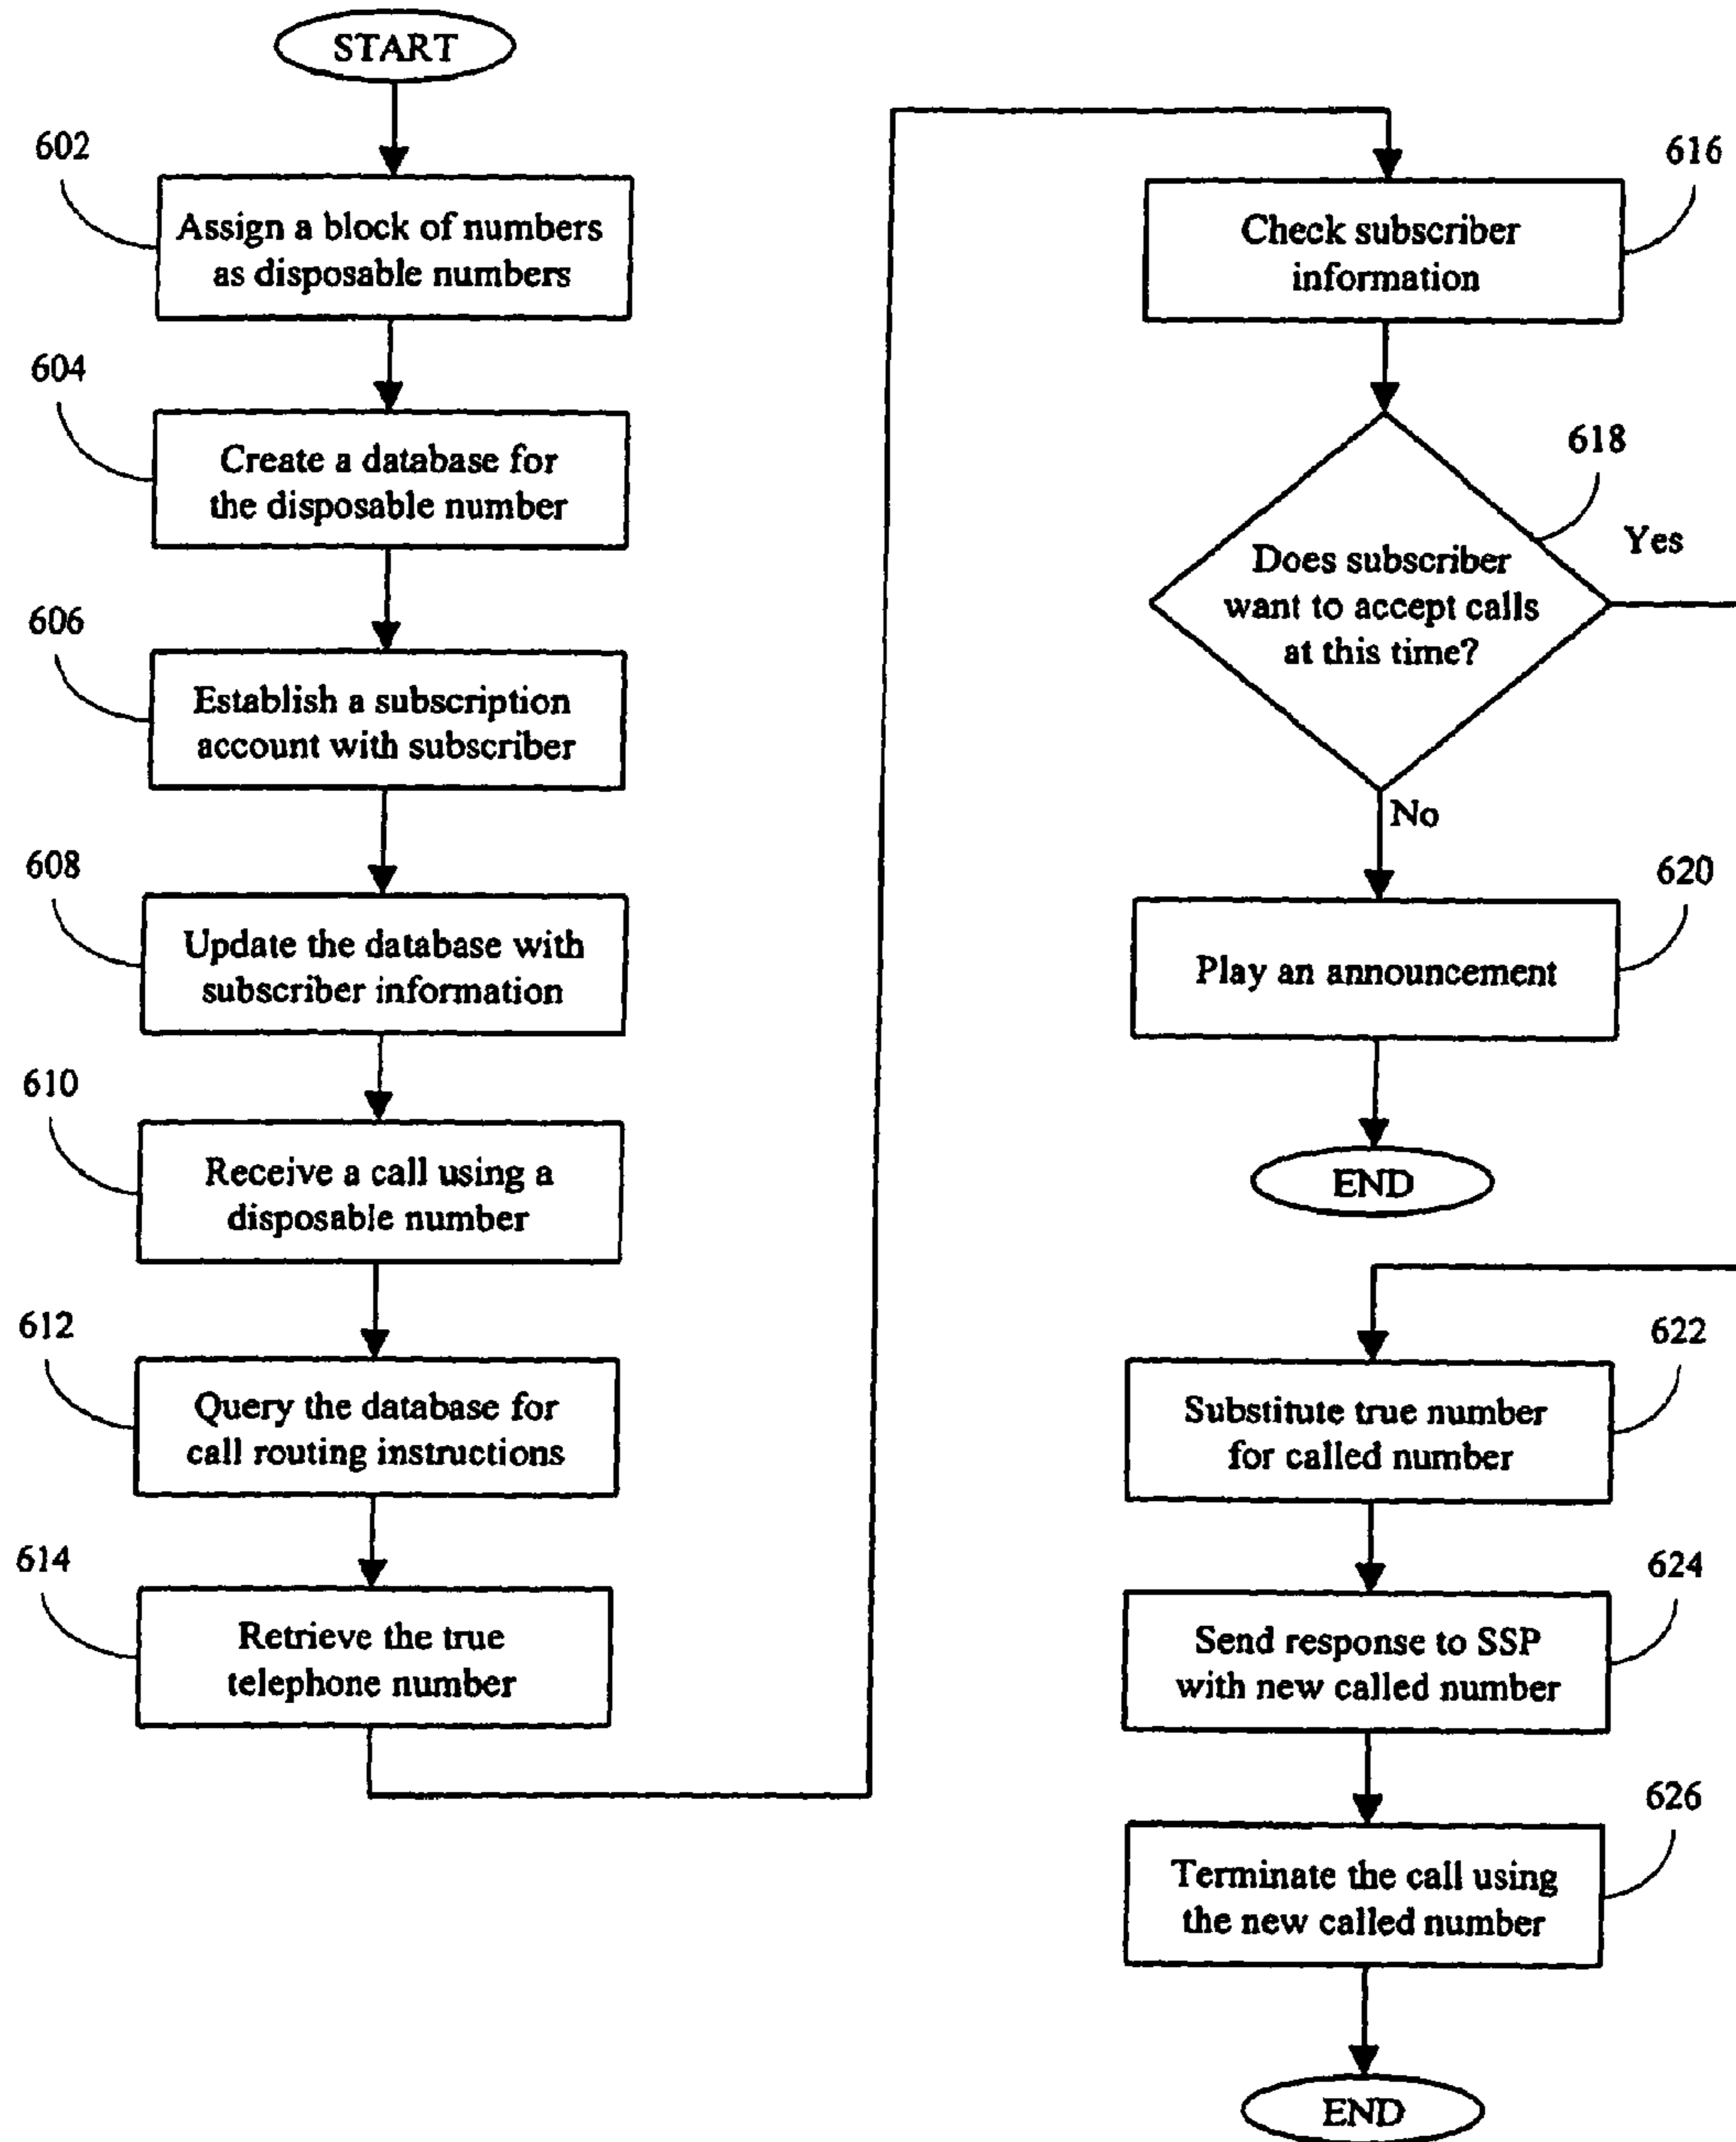 START
602
Assign a block of numbers
as disposable numbers
604
Create a database for
the disposable number
606
Establish a subscription
account with subscriber
608
Update the database with
subscriber information
610
Receive a call using a
disposable number
612
Query the database for
call routing instructions
614
Retrieve the true
telephone number
616
Check subscriber
information
618
Does subscriber
want to accept calls
at this time?
Yes
No
620
Play an announcement
END
622
Substitute true number
for called number
624
Send response to SSP
with new called number
626
Terminate the call using
the new called number
END